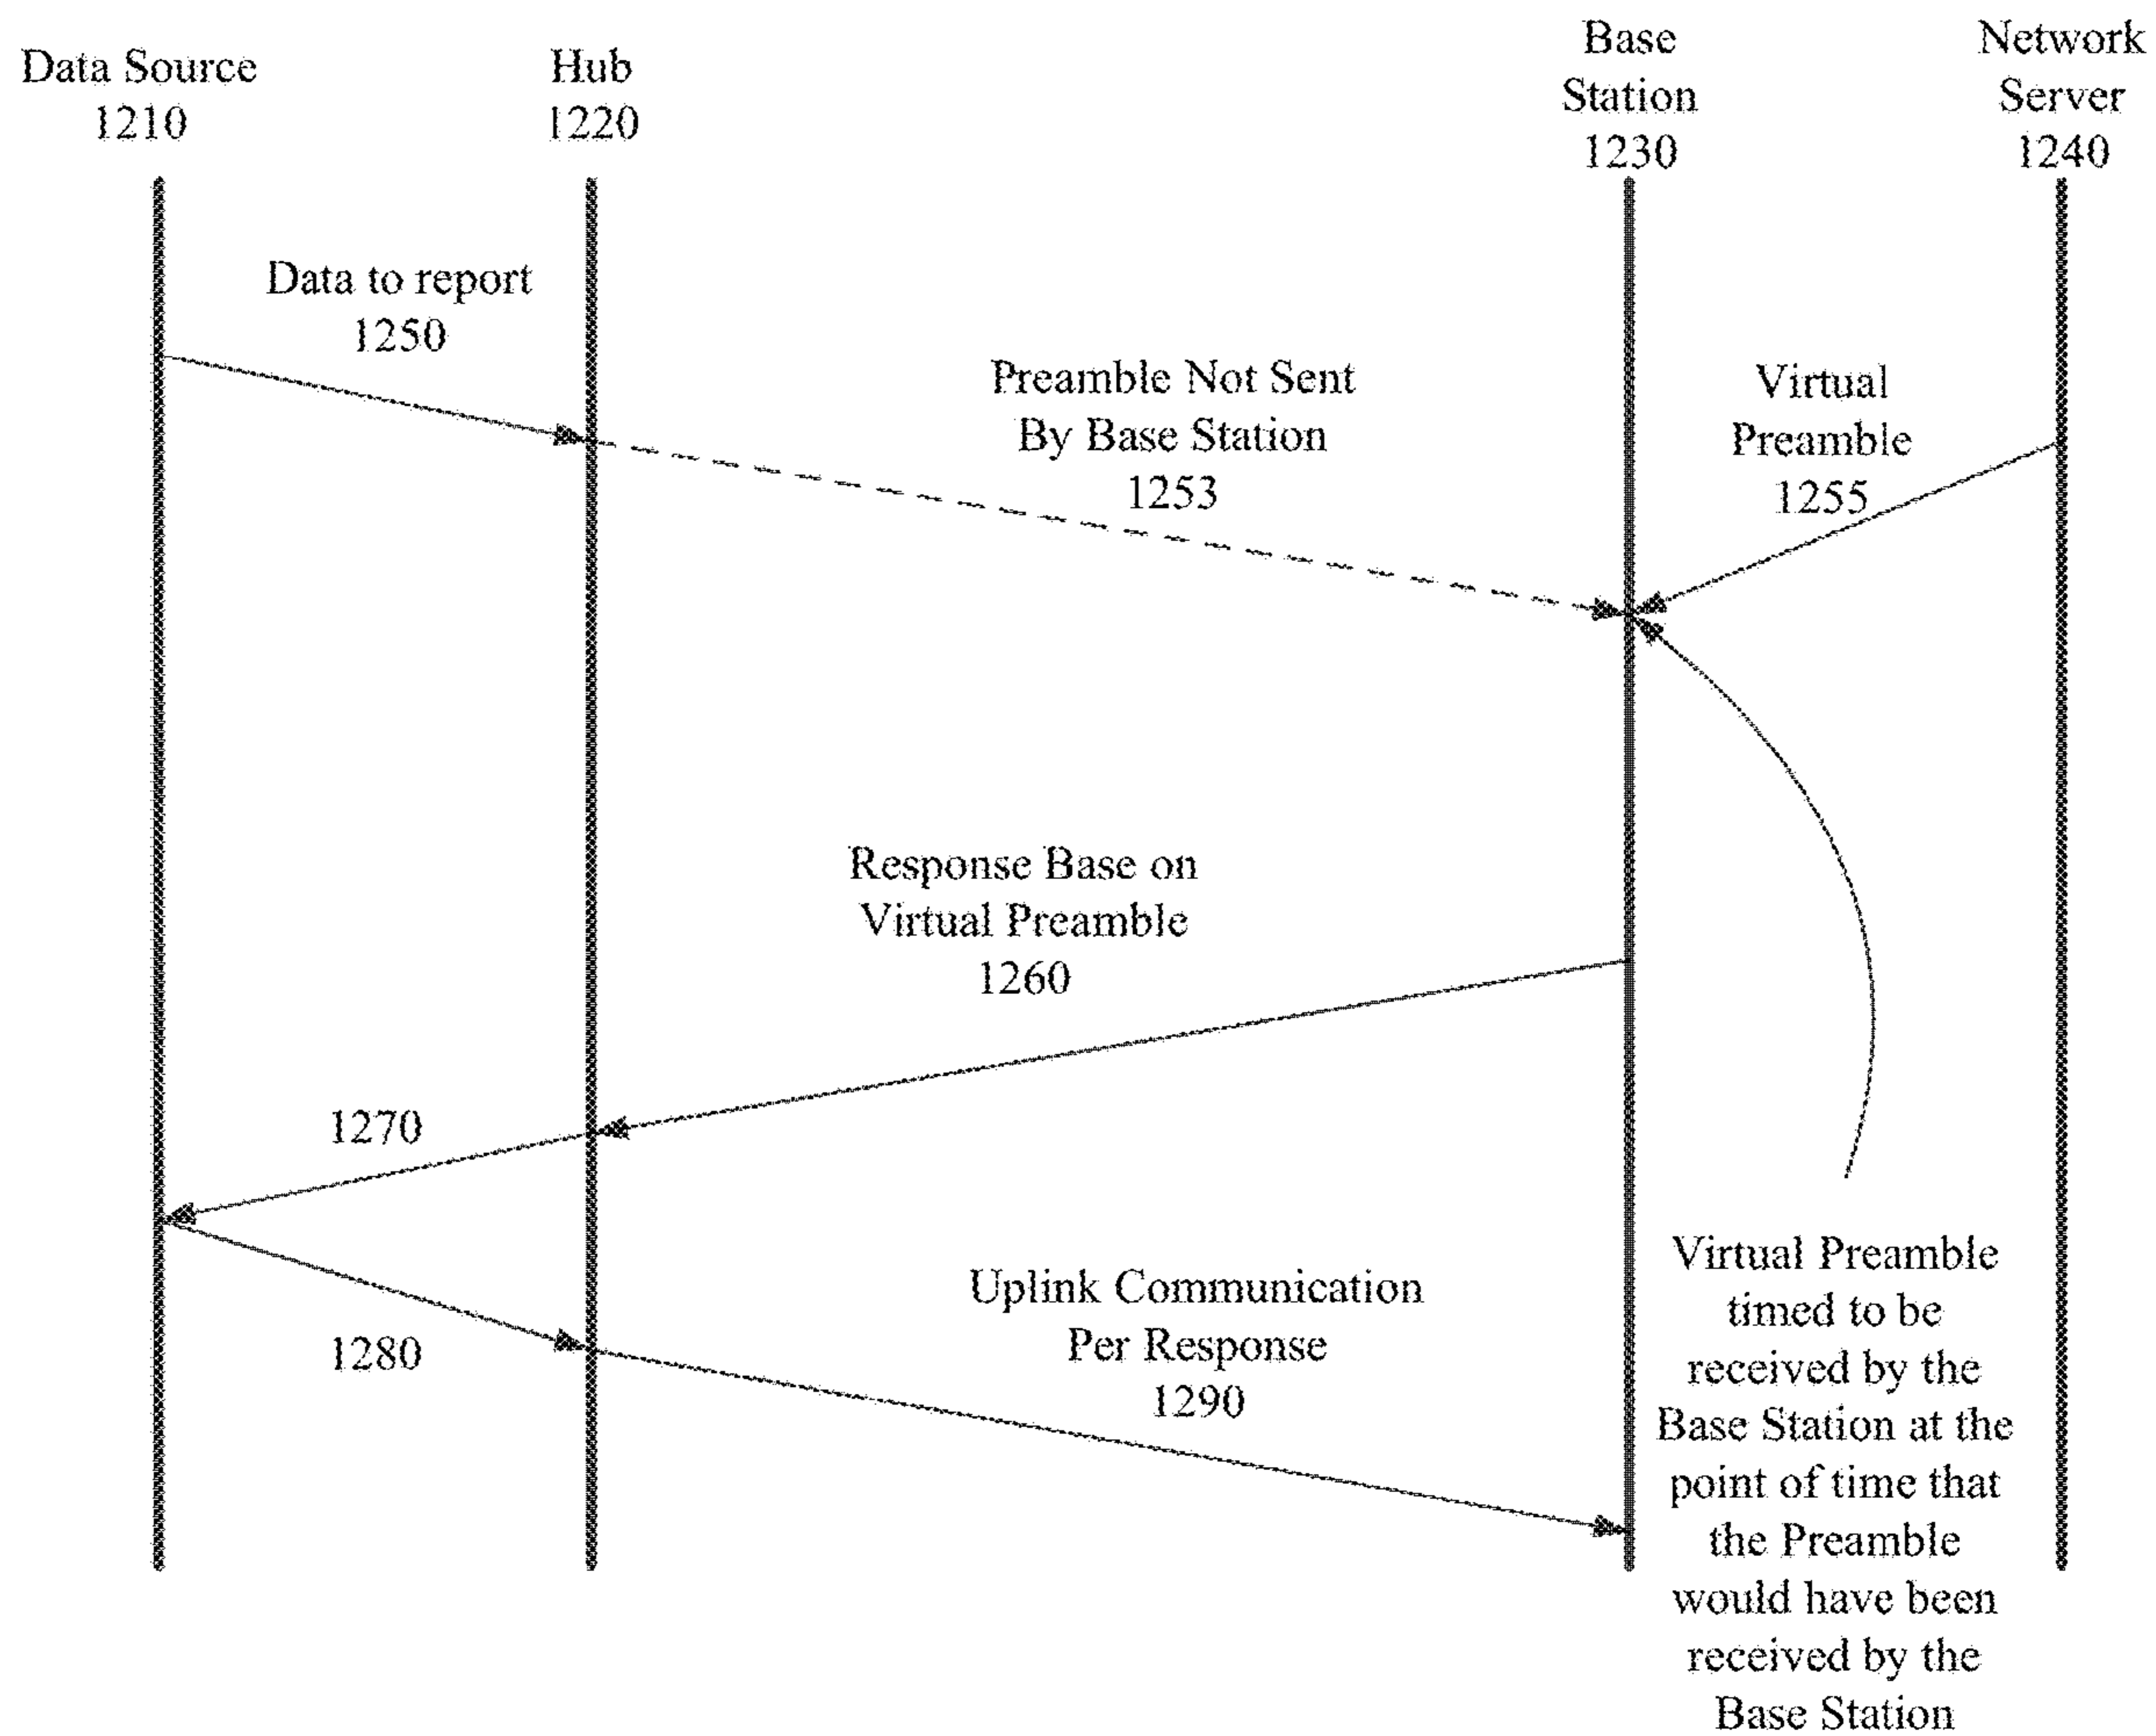 Data Source
1210
Hub
1220
Base
Station
1230
Network
Server
1240
Data to report
1250
Preamble Not Sent
By Base Station
1253
Virtual
Preamble
1255
Response Base on
Virtual Preamble
1260
1270
1280
Uplink Communication
Per Response
1290
Virtual Preamble
timed to be
received by the
Base Station at the
point of time that
the Preamble
would have been
received by the
Base Station